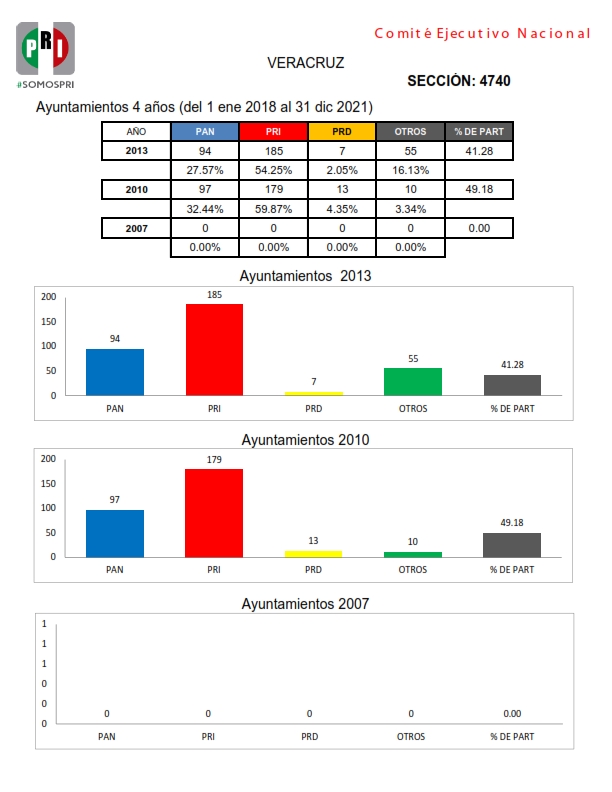 Comité Ejecutivo Nacional
PRI
#SOMOSPRI
VERACRUZ
SECCIÓN: 4740
Ayuntamientos 4 años (del 1 ene 2018 al 31 dic 2021)
AÑO PAN PRI PRD OTROS % DE PART
2013 94 185 7 55 41.28
27.57% 54.25% 2.05% 16.13%
2010 97 179 13 10 49.18
32.44% 59.87% 4.35% 3.34%
2007 0 0 0 0 0.00
0.00% 0.00% 0.00% 0.00%
Ayuntamientos 2013
200
150
100
50
0
94 185 7 55 41.28
PAN PRI PRD OTROS % DE PART
Ayuntamientos 2010
200
150
100
50
0
97 179 13 10 49.18
PAN PRI PRD OTROS % DE PART
Ayuntamientos 2007
1
1
1
0
0
0
0 0 0 0 0.00
PAN PRI PRD OTROS % DE PART